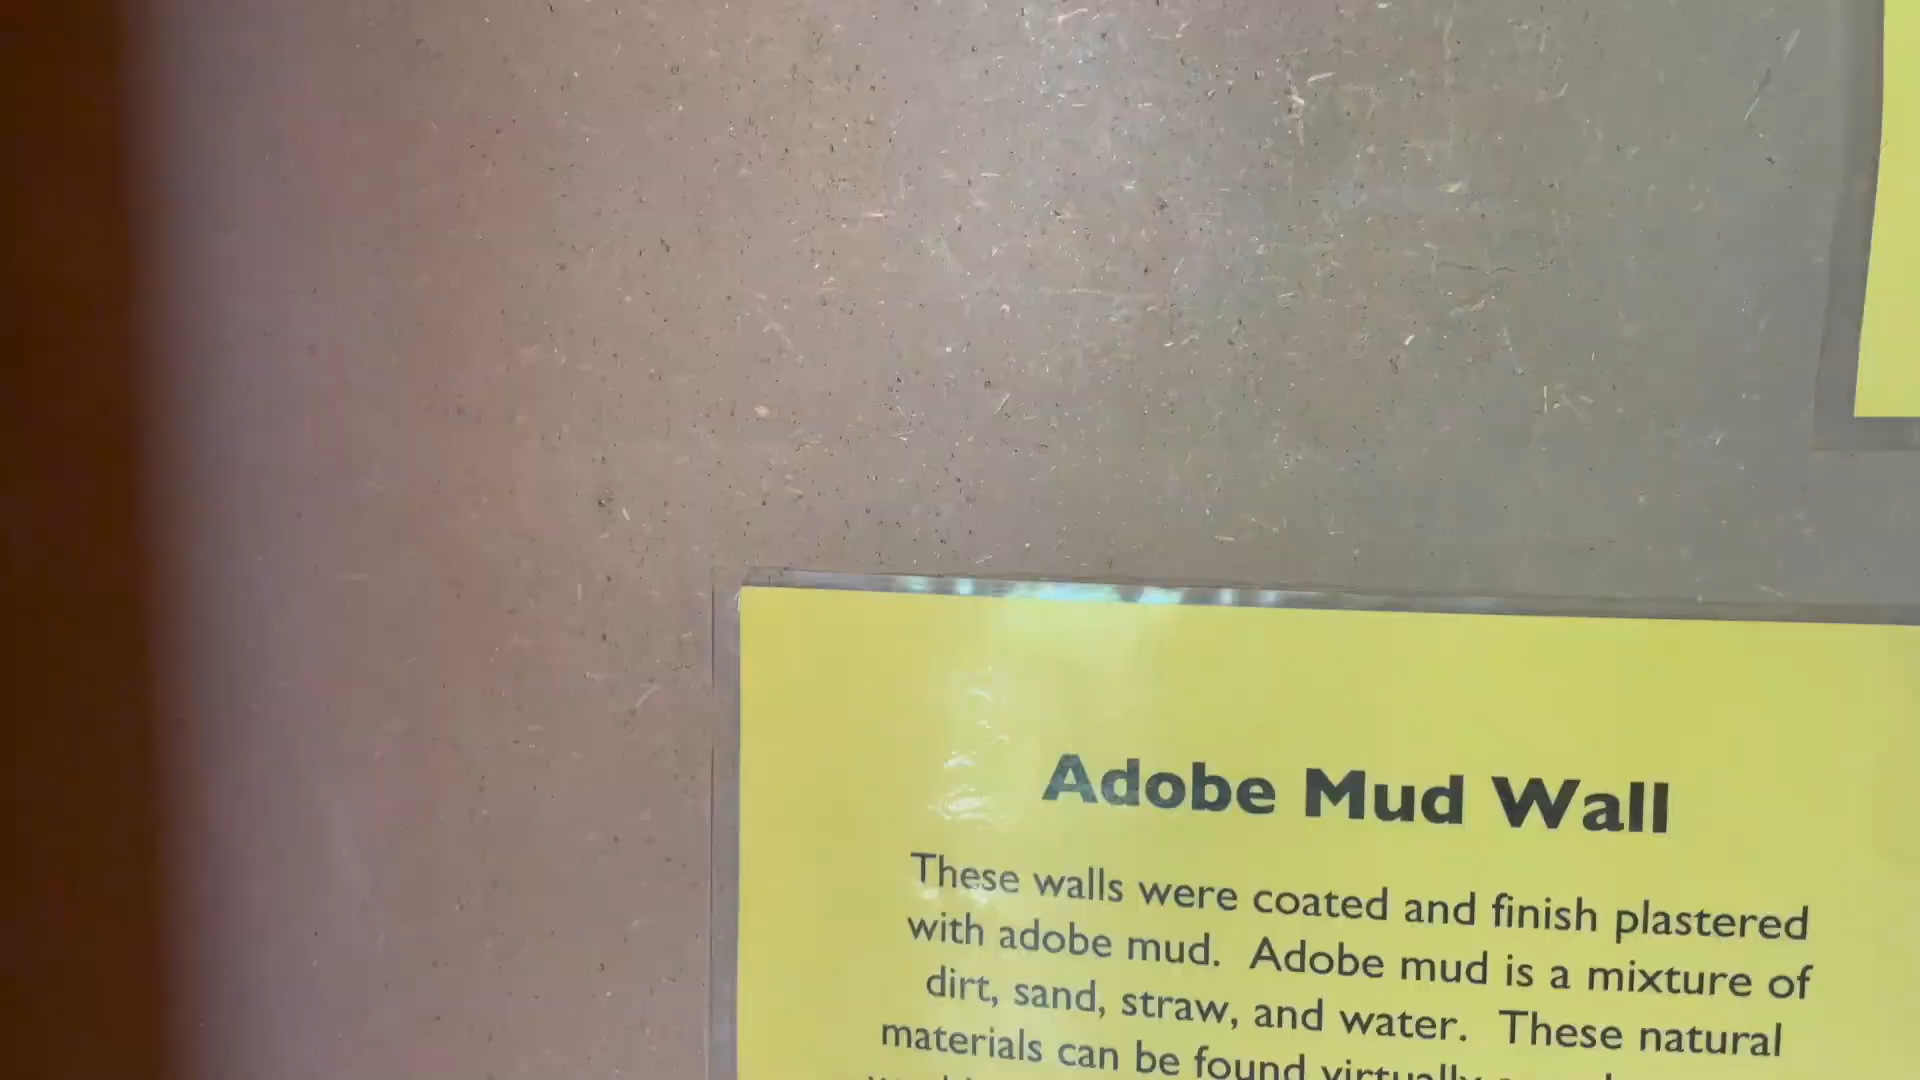 Adobe Mud Wall
These walls were coated and finish plastered
with adobe mud. Adobe mud is a mixture of
dirt, sand, straw, and water. These natural
materials can be found virtually